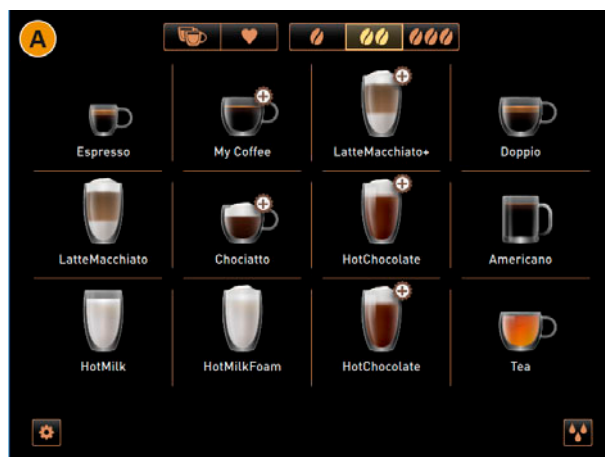 A
Espresso
My Coffee
LatteMacchiato+
Doppio
LatteMacchiato
Chociatto
HotChocolate
Americano
HotMilk
HotMilkFoam
HotChocolate
Tea